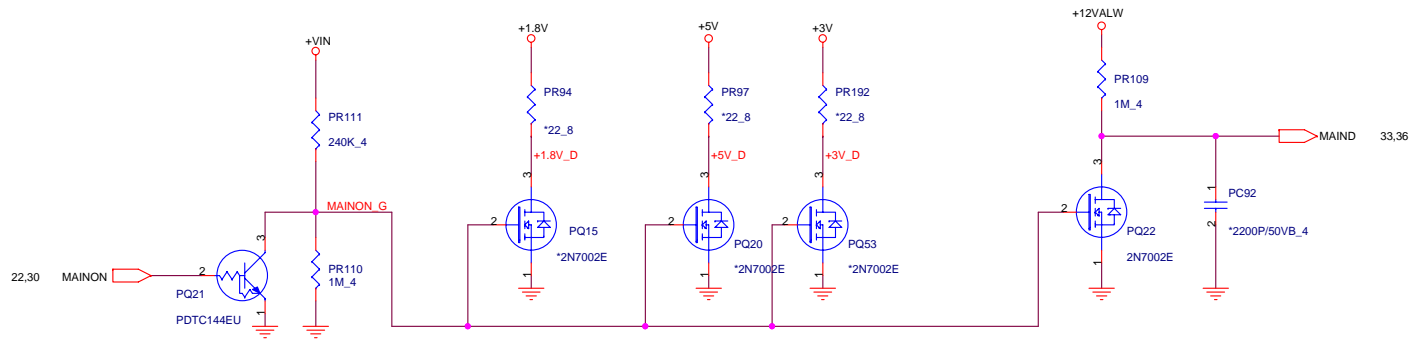 +VIN
+1.8V
+5V
+3V
+12VALW
PR111
240K_4
PR94
*22_8
PR97
*22_8
PR192
*22_8
PR109
1M_4
+1.8V_D
+5V_D
+3V_D
MAIND 33,36
MAINON_G
3
3
3
3
3
1
2
2
2
2
2
2
PC92
*2200P/50VB_4
PQ15
*2N7002E
PQ20
*2N7002E
PQ53
*2N7002E
PQ22
2N7002E
22,30 MAINON
PQ21
PDTC144EU
PR110
1M_4
1
1
1
1
1